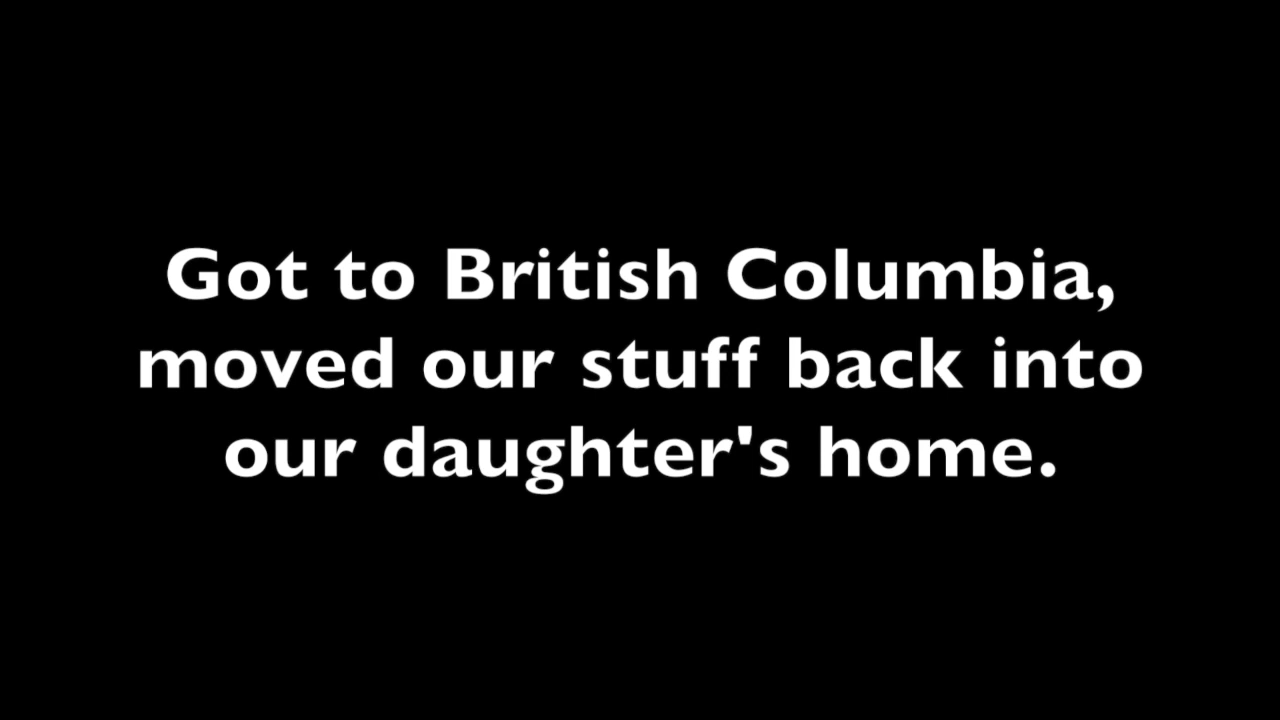 Got to British Columbia,
moved our stuff back into
our daughter's home.